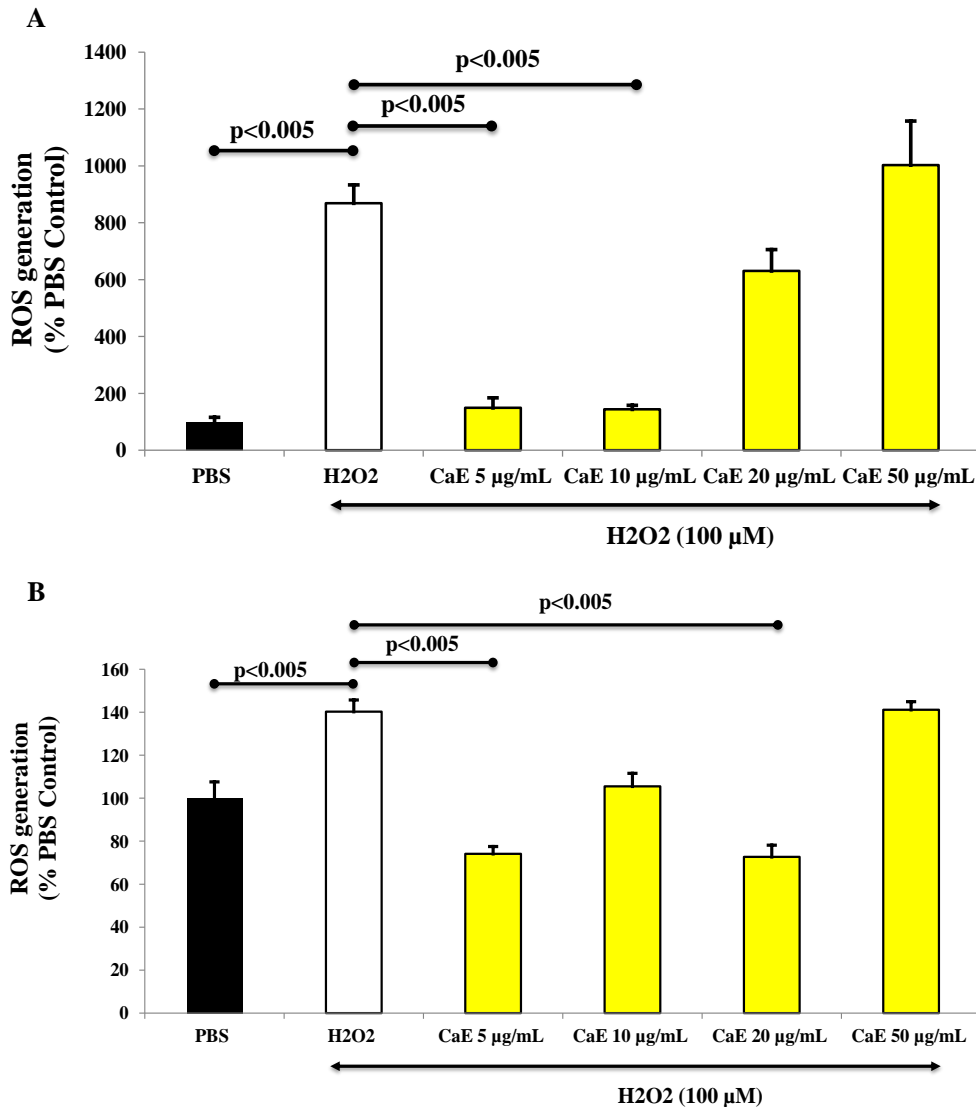 A
1400
1200
1000
800
600
400
200
0
ROS generation
(% PBS Control)
p<0.005
p<0.005
p<0.005
PBS
H2O2
CaE 5 µg/mL
CaE 10 µg/mL
CaE 20 µg/mL
CaE 50 µg/mL
H2O2 (100 µM)
B
160
140
120
100
80
60
40
20
0
ROS generation
(% PBS Control)
p<0.005
p<0.005
p<0.005
PBS
H2O2
CaE 5 µg/mL
CaE 10 µg/mL
CaE 20 µg/mL
CaE 50 µg/mL
H2O2 (100 µM)